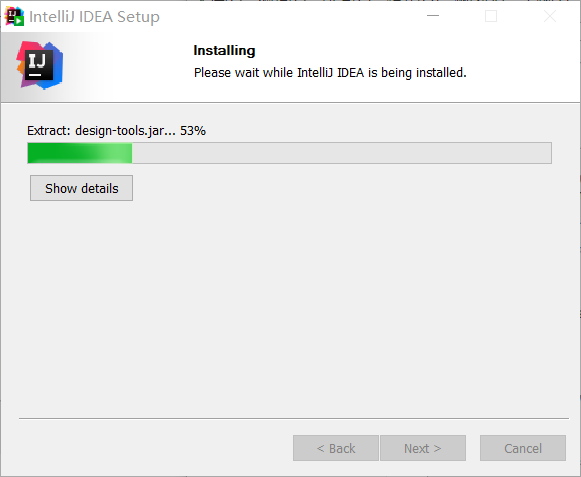 IntelliJ IDEA Setup
IJ
Installing
Please wait while IntelliJ IDEA is being installed.
Extract: design-tools.jar... 53%
Show details
< Back
Next >
Cancel